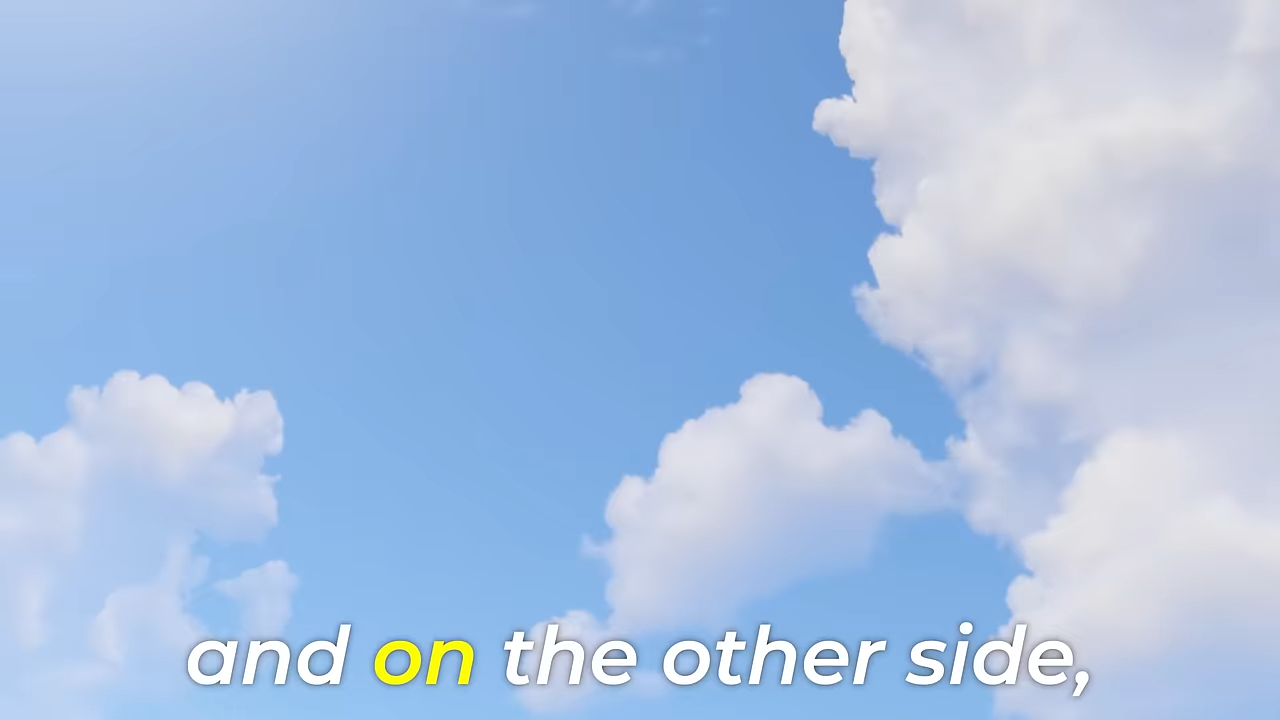 and on the other side,